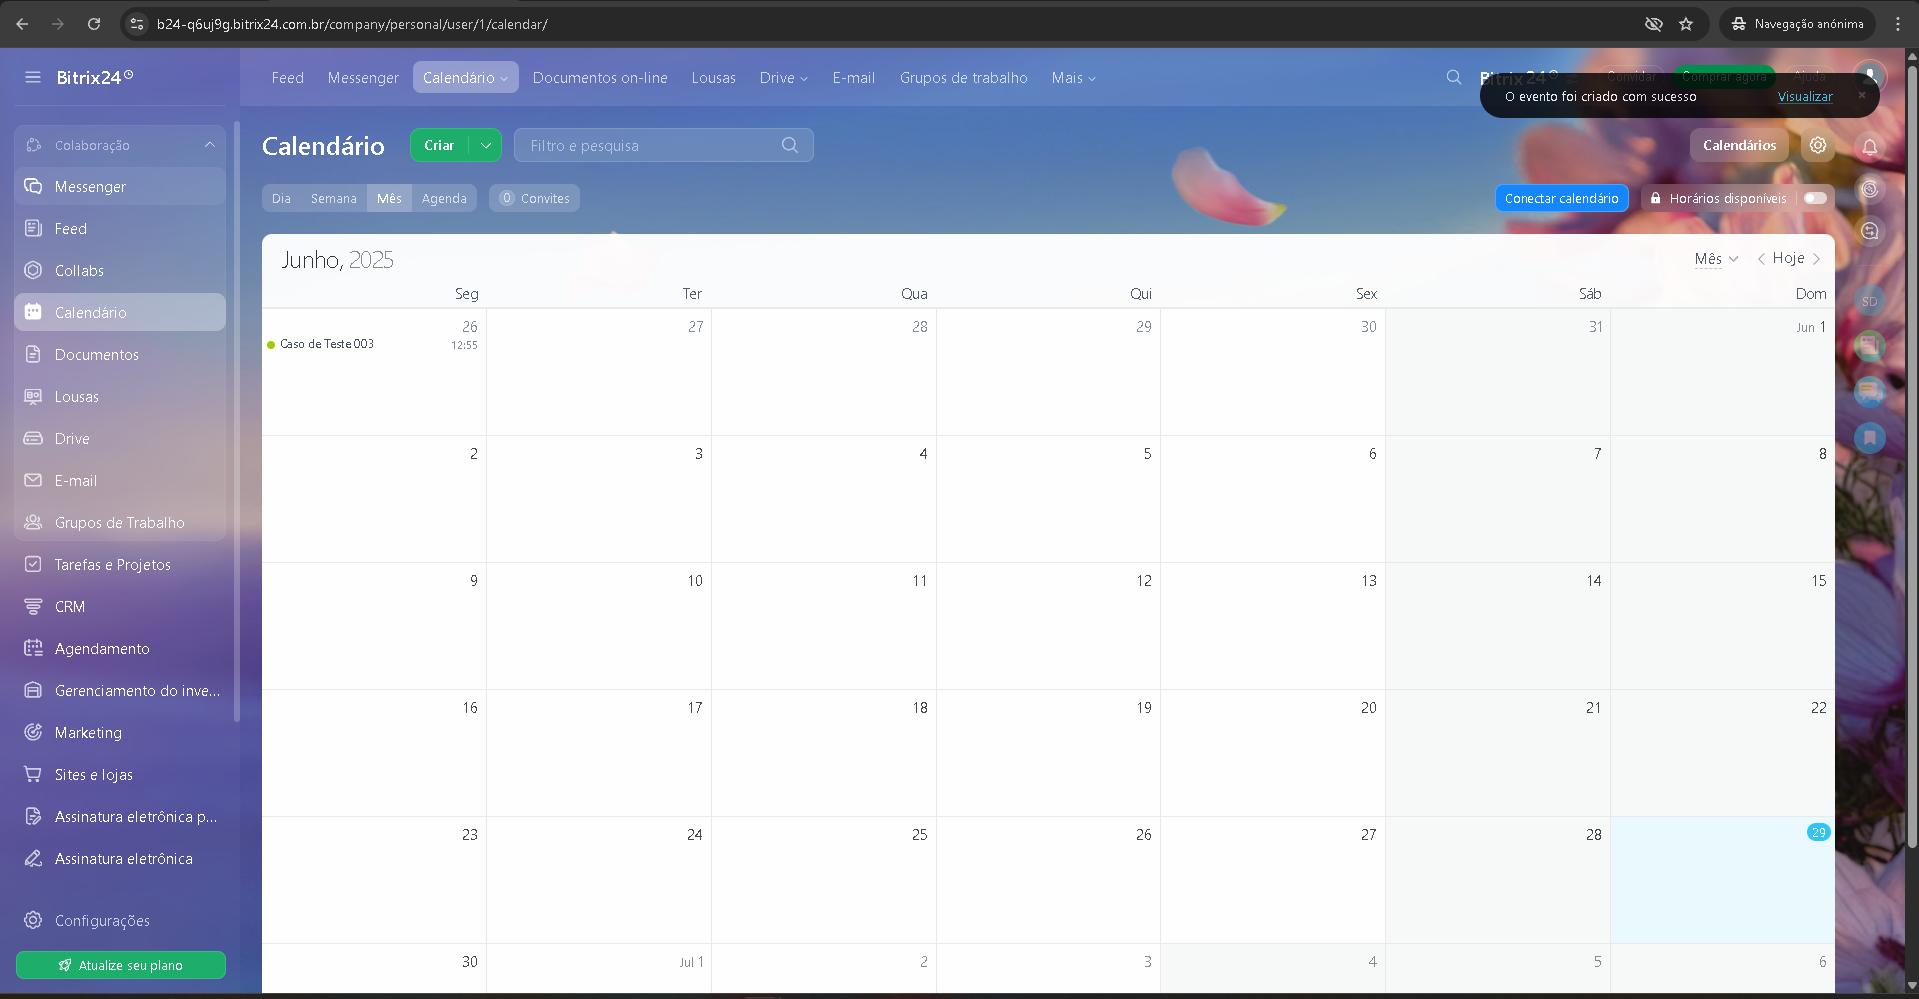 b24-q6uj9g.bitrix24.com.br/company/personal/user/1/calendar/
Navegação anónima
Bitrix24
Feed
Messenger
Calendário
Documentos on-line
Lousas
Drive
E-mail
Grupos de trabalho
Mais
Bitrix 24
Convidar
Comprar agora
Ajuda
O evento foi criado com sucesso
Visualizar
Colaboração
Messenger
Feed
Collabs
Calendário
Documentos
Lousas
Drive
E-mail
Grupos de Trabalho
Tarefas e Projetos
CRM
Agendamento
Gerenciamento do inve...
Marketing
Sites e lojas
Assinatura eletrônica p...
Assinatura eletrônica
Configurações
Atualize seu plano
Calendário
Criar
Filtro e pesquisa
Calendários
Dia
Semana
Mês
Agenda
0 Convites
Conectar calendário
Horários disponíveis
Junho, 2025
Mês
Hoje
Seg Ter Qua Qui Sex Sáb Dom
26 27 28 29 30 31 Jun 1
Caso de Teste 003 12:55
2 3 4 5 6 7 8
9 10 11 12 13 14 15
16 17 18 19 20 21 22
23 24 25 26 27 28 29
30 Jul 1 2 3 4 5 6
SD